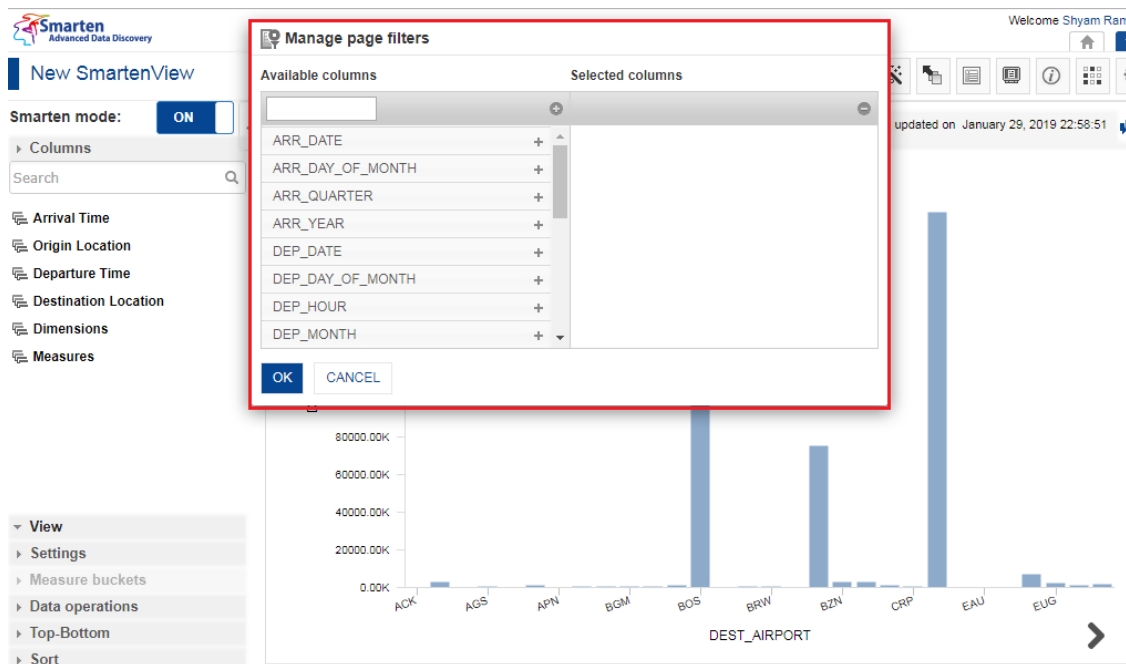 Smarten
Advanced Data Discovery
Welcome Shyam Ram
New SmartenView
Manage page filters
Available columns
Selected columns
Smarten mode: ON
updated on January 29, 2019 22:58:51
Columns
Search
Arrival Time
Origin Location
Departure Time
Destination Location
Dimensions
Measures
ARR_DATE
ARR_DAY_OF_MONTH
ARR_QUARTER
ARR_YEAR
DEP_DATE
DEP_DAY_OF_MONTH
DEP_HOUR
DEP_MONTH
OK CANCEL
80000.00K
60000.00K
40000.00K
20000.00K
0.00K
ACK AGS APN BGM BOS BRW BZN CRP EAU EUG
DEST_AIRPORT
View
Settings
Measure buckets
Data operations
Top-Bottom
Sort